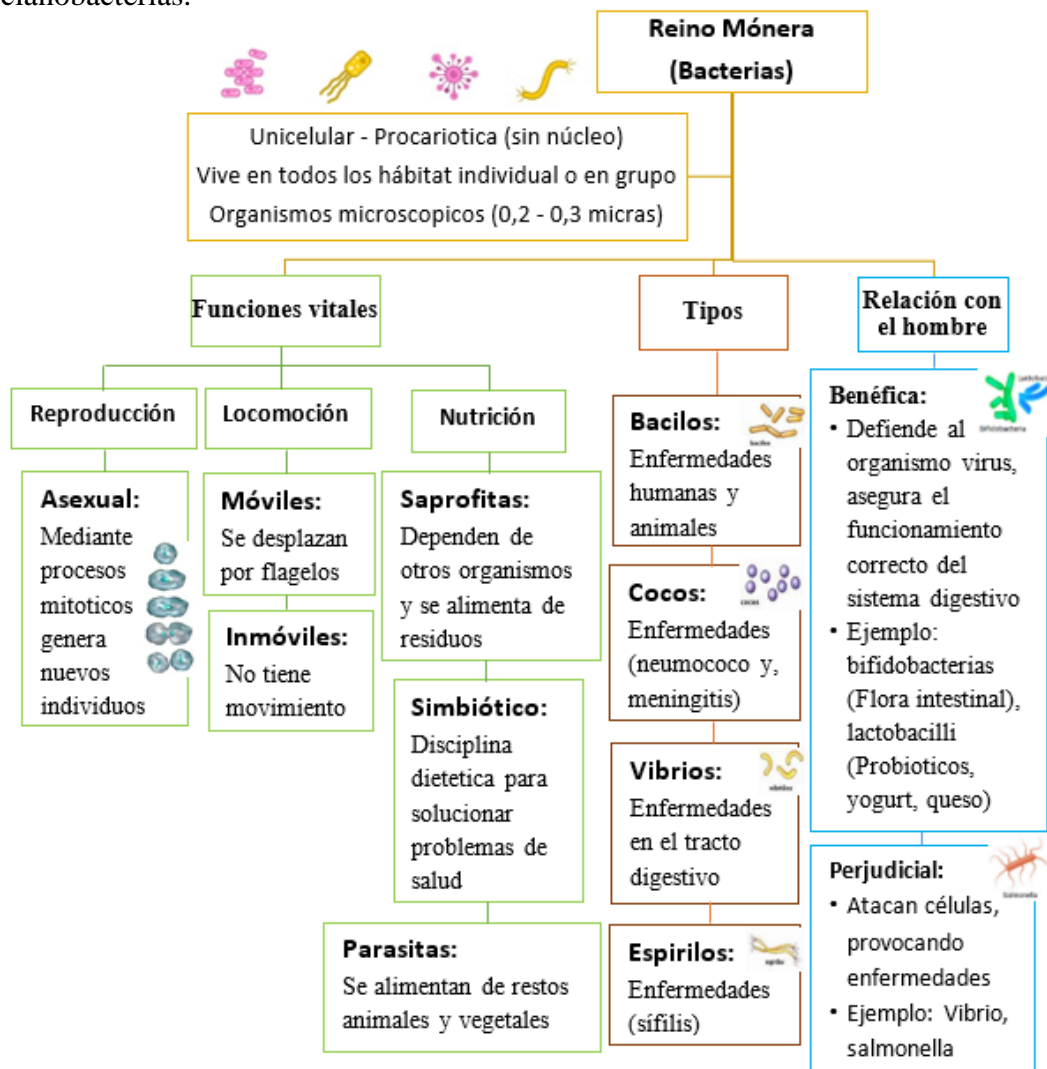 cianobacterias.
Reino Mónera
(Bacterias)
Unicelular - Procariotica (sin núcleo)
Vive en todos los hábitat individual o en grupo
Organismos microscopicos (0,2 - 0,3 micras)
Funciones vitales
Reproducción
Asexual:
Mediante
procesos
mitoticos
genera
nuevos
individuos
Locomoción
Móviles:
Se desplazan
por flagelos
Inmóviles:
No tiene
movimiento
Nutrición
Saprofitas:
Dependen de
otros organismos
y se alimenta de
residuos
Simbiótico:
Disciplina
dietetica para
solucionar
problemas de
salud
Parasitas:
Se alimentan de restos
animales y vegetales
Tipos
Bacilos:
Enfermedades
humanas y
animales
Cocos:
cocos
Enfermedades
(neumococo y,
meningitis)
Vibrios:
Enfermedades
en el tracto
digestivo
Espirilos:
Enfermedades
(sífilis)
Relación con
el hombre
Benéfica:
Bifidobacteria
• Defiende al
organismo virus,
asegura el
funcionamiento
correcto del
sistema digestivo
• Ejemplo:
bifidobacterias
(Flora intestinal),
lactobacilli
(Probioticos,
yogurt, queso)
Perjudicial:
Salmonella
• Atacan células,
provocando
enfermedades
• Ejemplo: Vibrio,
salmonella